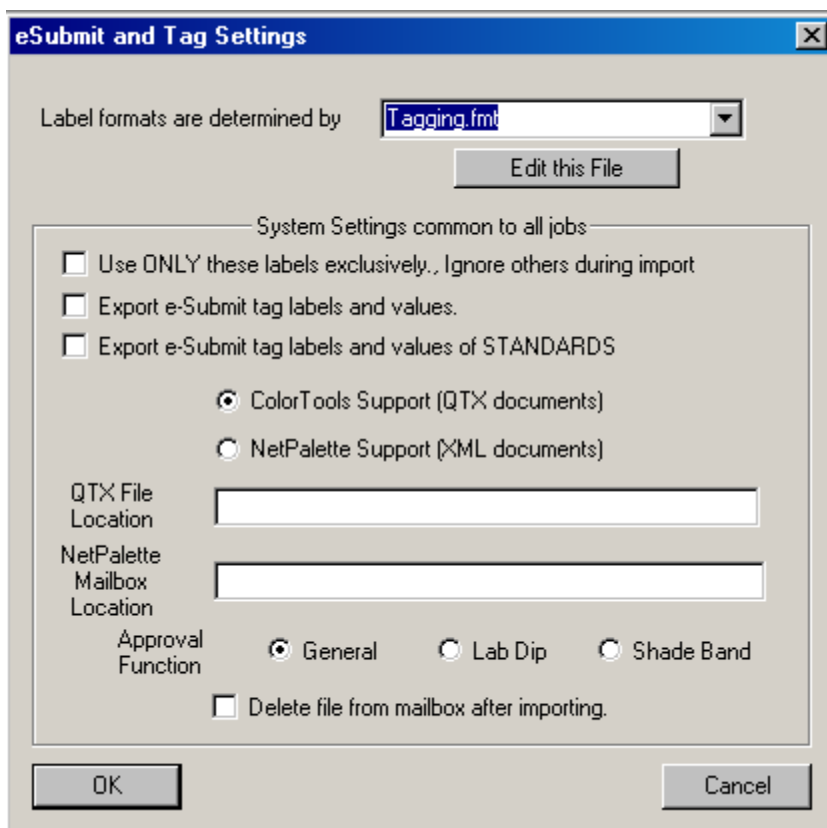 eSubmit and Tag Settings
Label formats are determined by Tagging.fmt
Edit this File
System Settings common to all jobs
Use ONLY these labels exclusively., Ignore others during import
Export e-Submit tag labels and values.
Export e-Submit tag labels and values of STANDARDS
ColorTools Support (QTX documents)
NetPalette Support (XML documents)
QTX File
Location
NetPalette
Mailbox
Location
Approval
Function
General Lab Dip Shade Band
Delete file from mailbox after importing.
OK Cancel